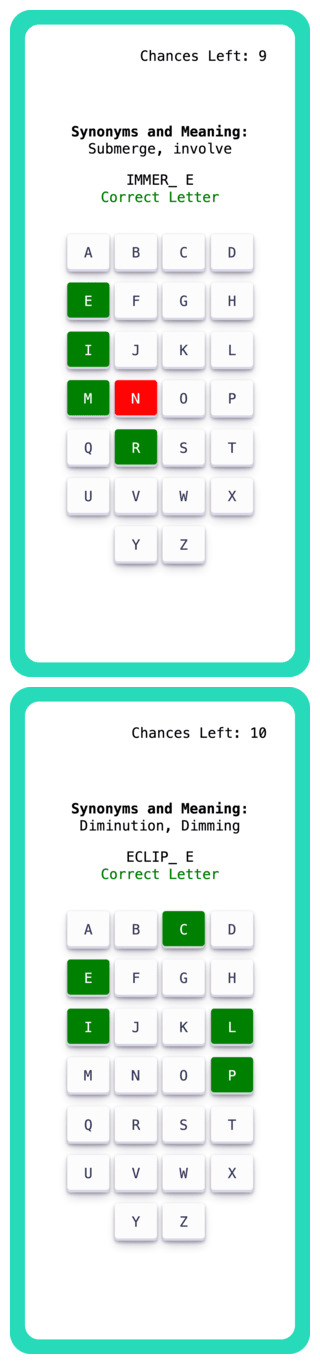 Chances Left: 9
Synonyms and Meaning:
Submerge, involve
IMMER_ E
Correct Letter
A B C D
E F G H
I J K L
M N O P
Q R S T
U V W X
Y Z
Chances Left: 10
Synonyms and Meaning:
Diminution, Dimming
ECLIP_ E
Correct Letter
A B C D
E F G H
I J K L
M N O P
Q R S T
U V W X
Y Z